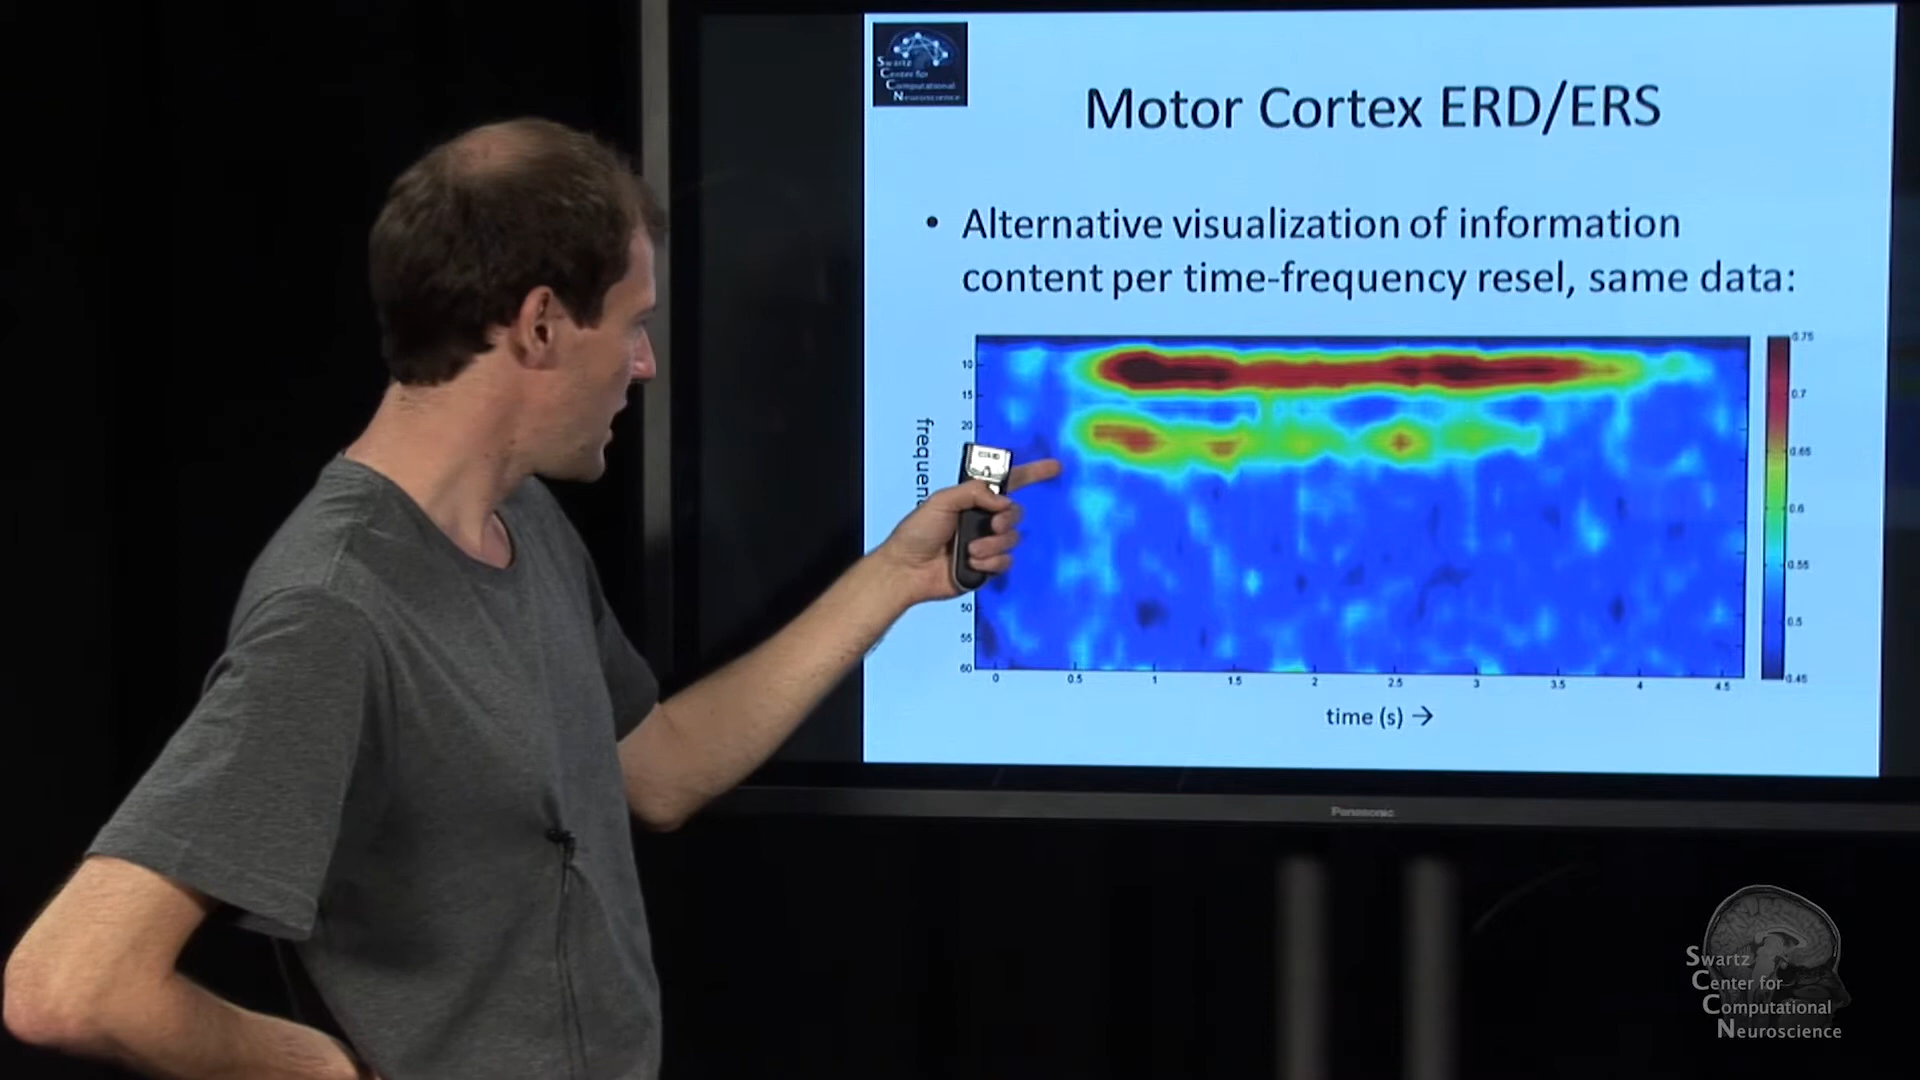 Swartz
Center for
Computational
Neuroscience
Motor Cortex ERD/ERS
• Alternative visualization of information
content per time-frequency resel, same data:
10
15
20
50
55
60
0 0.5 1 1.5 2 2.5 3 3.5 4 4.5
0.75
0.7
0.65
0.6
0.55
0.5
0.45
time (s) →
Panasonic
Swartz
Center for
Computational
Neuroscience